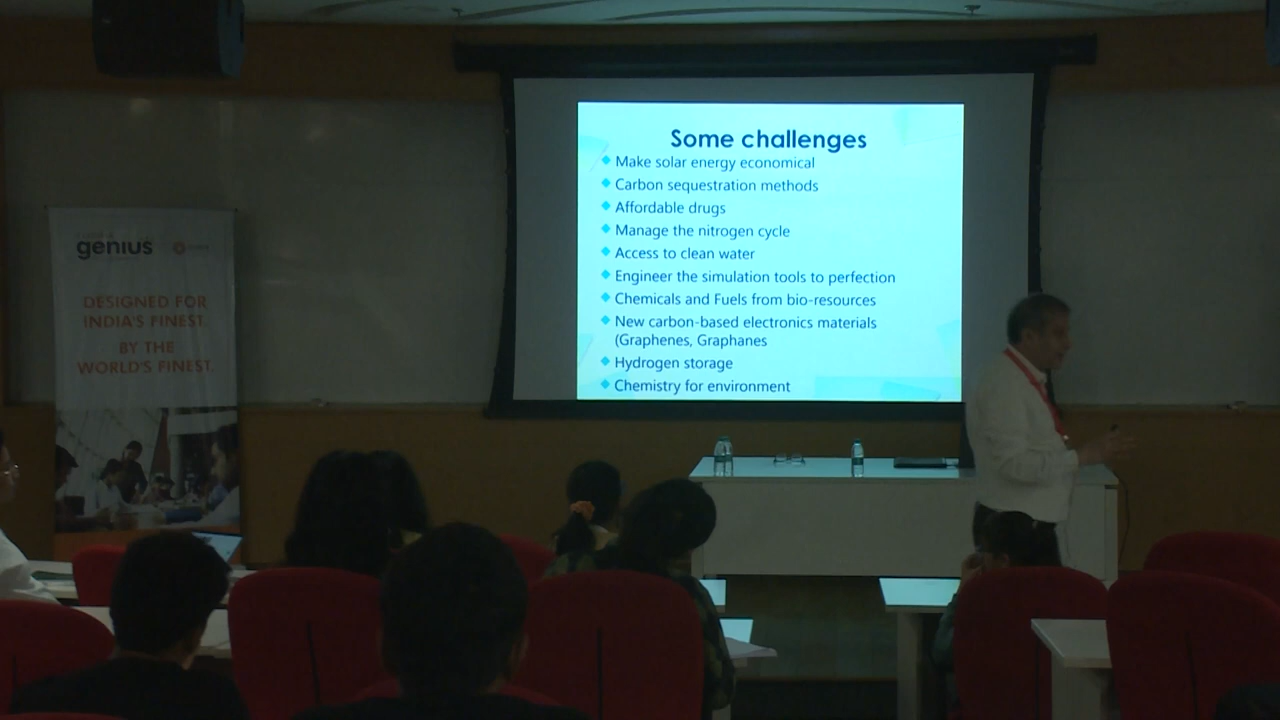 genius
DESIGNED FOR
INDIA'S FINEST.
BY THE
WORLD'S FINEST.
Some challenges
Make solar energy economical
Carbon sequestration methods
Affordable drugs
Manage the nitrogen cycle
Access to clean water
Engineer the simulation tools to perfection
Chemicals and Fuels from bio-resources
New carbon-based electronics materials
(Graphenes, Graphanes
Hydrogen storage
Chemistry for environment